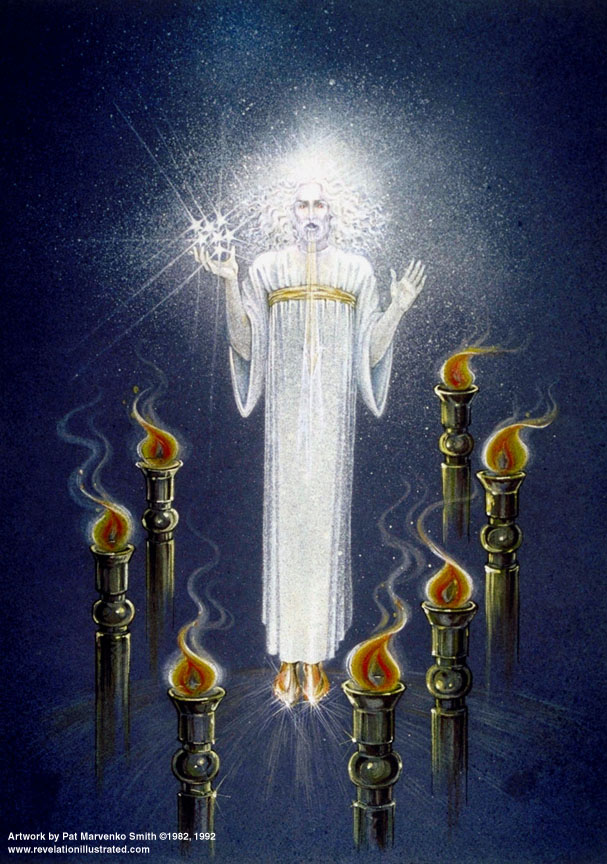 Artwork by Pat Marvenko Smith ©1982, 1992
www.revelationillustrated.com